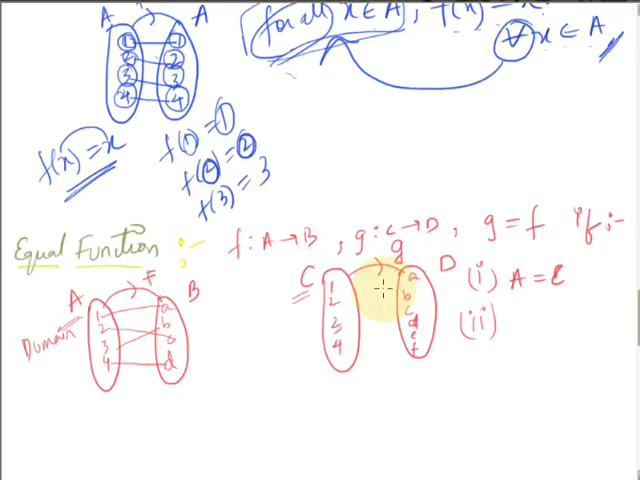 for all x ∈ A, f(x) = x
∀ x ∈ A
A A
1 1
2 2
3 3
4 4
f(x) = x
f(1) = 1
f(2) = 2
f(3) = 3
Equal Function :- f : A → B , g : C → D , g = f if :-
A F B
Domain
1 a
2 b
3 c
4 d
C g D
1 a
2 b
3 c
4 d
e
f
(i) A = C
(ii)